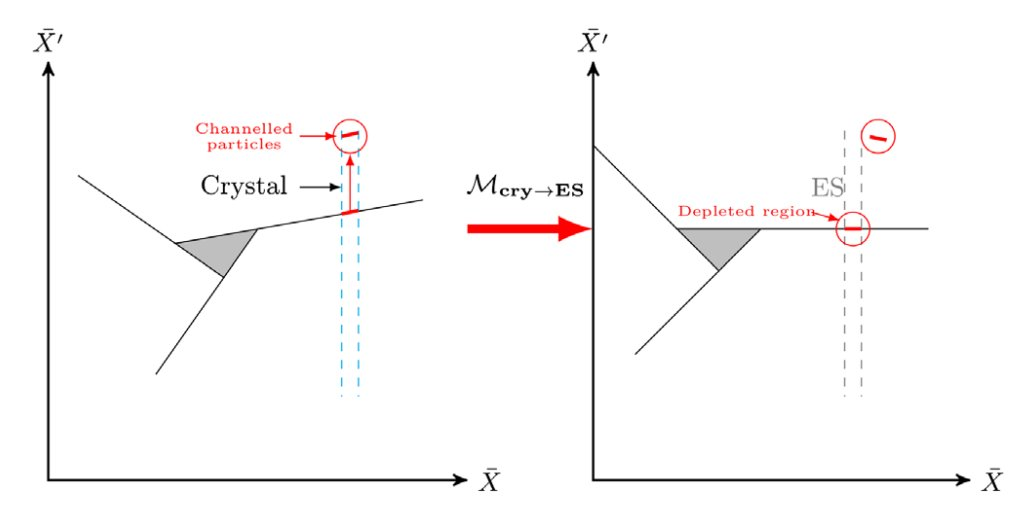 X̄′
X̄′
Channelled
particles
Crystal
𝓜cry→ES
ES
Depleted region
X̄
X̄